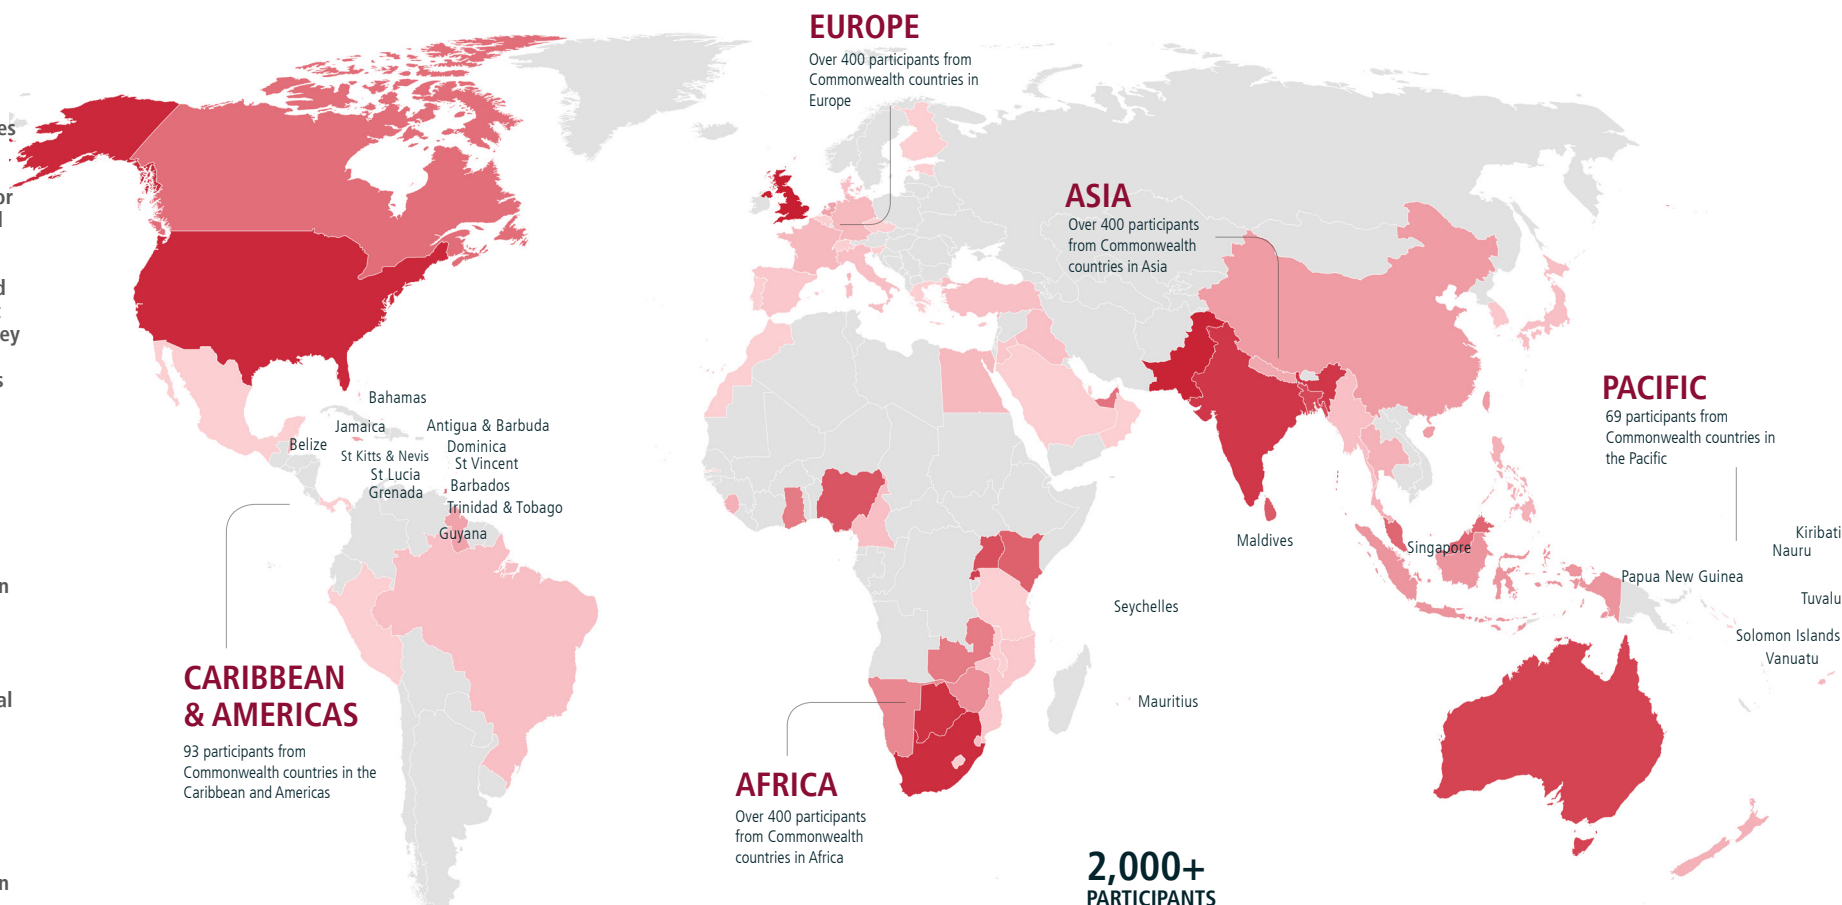 es
or
l
d
t
ey
s
n
al
n
EUROPE
Over 400 participants from
Commonwealth countries in
Europe
ASIA
Over 400 participants
from Commonwealth
countries in Asia
PACIFIC
69 participants from
Commonwealth countries in
the Pacific
Bahamas
Jamaica
Antigua & Barbuda
Belize
Dominica
St Kitts & Nevis
St Vincent
St Lucia
Barbados
Grenada
Trinidad & Tobago
Guyana
Maldives
Singapore
Kiribati
Nauru
Papua New Guinea
Tuvalu
Seychelles
Solomon Islands
Vanuatu
Mauritius
CARIBBEAN
& AMERICAS
93 participants from
Commonwealth countries in the
Caribbean and Americas
AFRICA
Over 400 participants
from Commonwealth
countries in Africa
2,000+
PARTICIPANTS